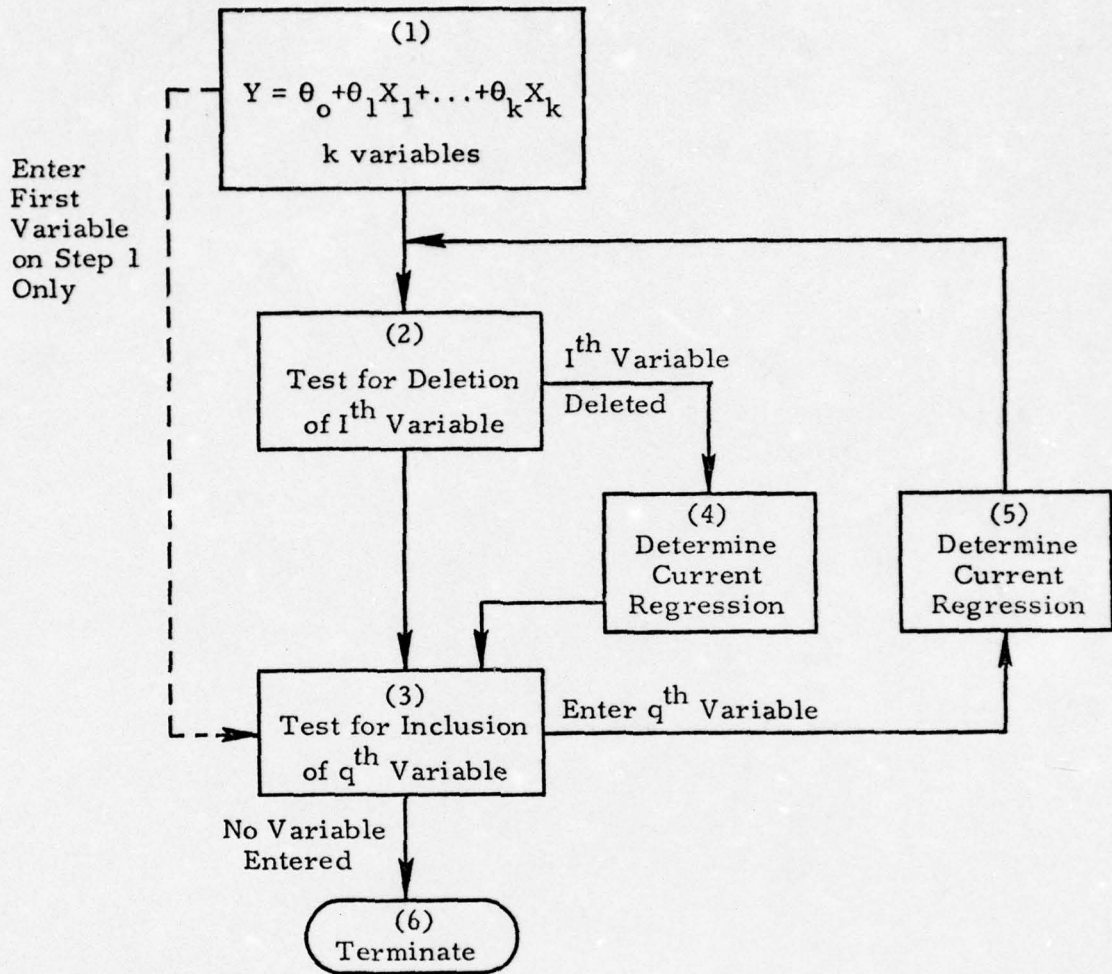 (1)
Y = θ₀+θ₁X₁+...+θₖXₖ
k variables
Enter
First
Variable
on Step 1
Only
(2)
Test for Deletion
of Iᵗʰ Variable
Iᵗʰ Variable
Deleted
(4)
Determine
Current
Regression
(5)
Determine
Current
Regression
(3)
Test for Inclusion
of qᵗʰ Variable
Enter qᵗʰ Variable
No Variable
Entered
(6)
Terminate